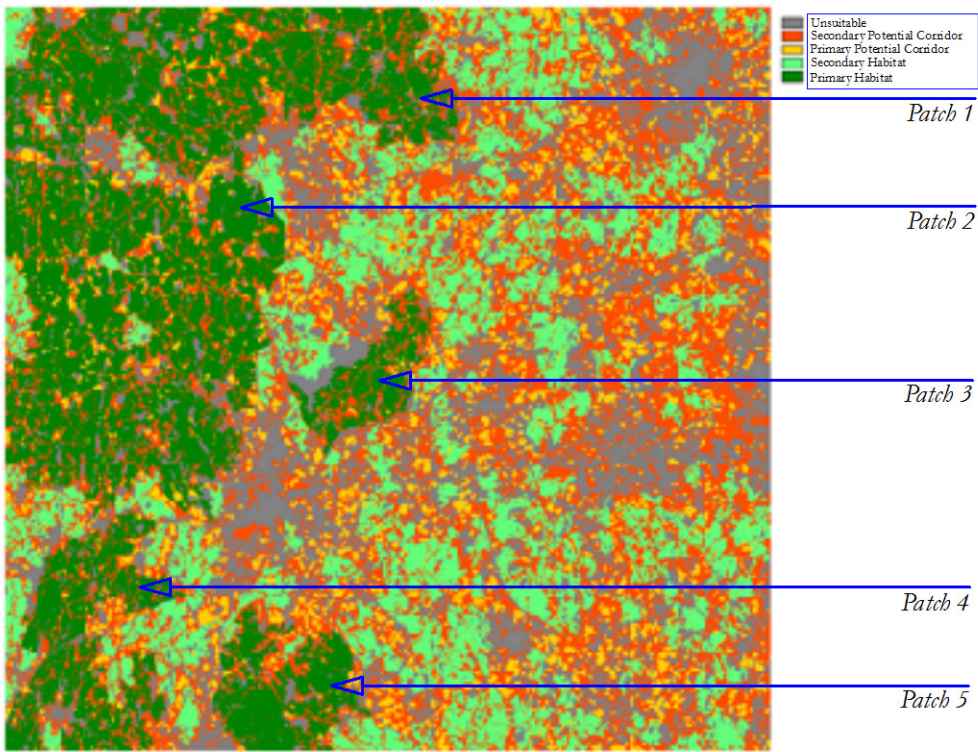 Unsuitable
Secondary Potential Corridor
Primary Potential Corridor
Secondary Habitat
Primary Habitat
Patch 1
Patch 2
Patch 3
Patch 4
Patch 5